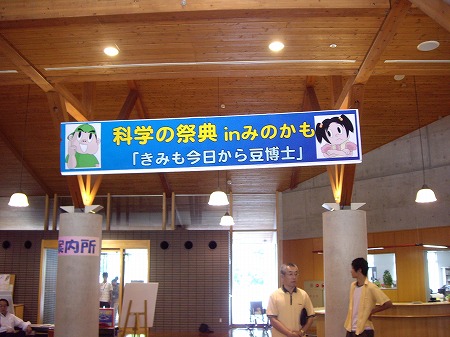 科学の祭典 inみのかも
「きみも今日から豆博士」
案内所